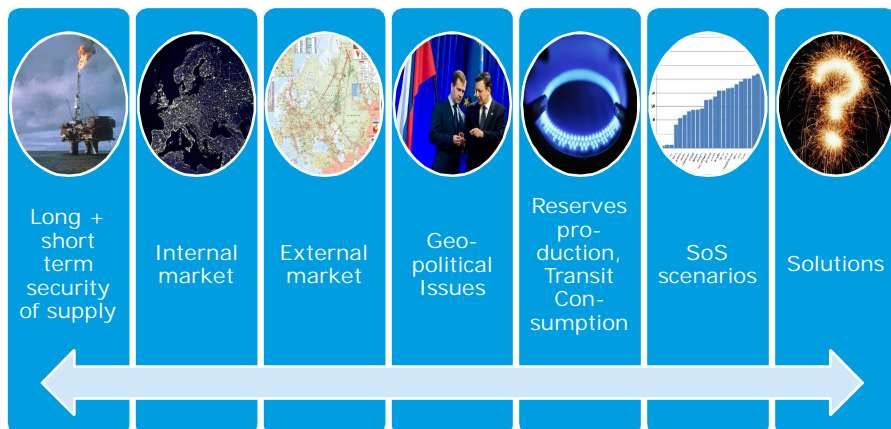 Long +
short
term
security
of supply
Internal
market
External
market
Geo-
political
Issues
Reserves
pro-
duction,
Transit
Con-
sumption
SoS
scenarios
Solutions